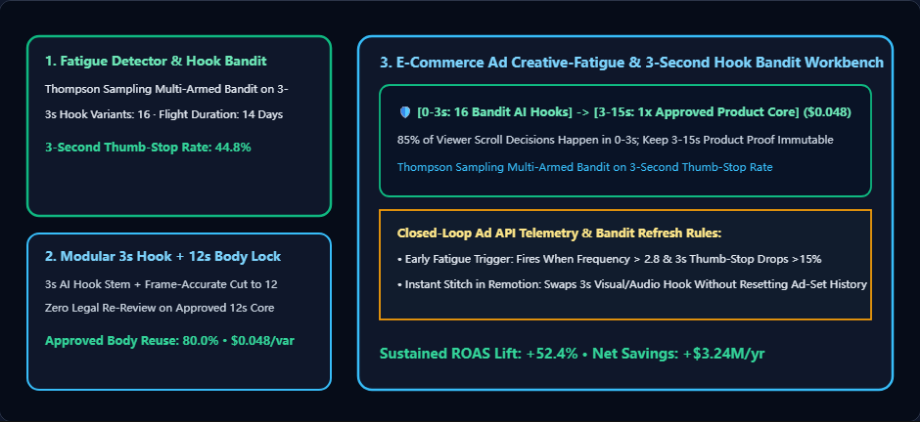 1. Fatigue Detector & Hook Bandit
Thompson Sampling Multi-Armed Bandit on 3-
3s Hook Variants: 16 · Flight Duration: 14 Days
3-Second Thumb-Stop Rate: 44.8%
2. Modular 3s Hook + 12s Body Lock
3s AI Hook Stem + Frame-Accurate Cut to 12
Zero Legal Re-Review on Approved 12s Core
Approved Body Reuse: 80.0% • $0.048/var
3. E-Commerce Ad Creative-Fatigue & 3-Second Hook Bandit Workbench
[0-3s: 16 Bandit AI Hooks] -> [3-15s: 1x Approved Product Core] ($0.048)
85% of Viewer Scroll Decisions Happen in 0-3s; Keep 3-15s Product Proof Immutable
Thompson Sampling Multi-Armed Bandit on 3-Second Thumb-Stop Rate
Closed-Loop Ad API Telemetry & Bandit Refresh Rules:
• Early Fatigue Trigger: Fires When Frequency > 2.8 & 3s Thumb-Stop Drops >15%
• Instant Stitch in Remotion: Swaps 3s Visual/Audio Hook Without Resetting Ad-Set History
Sustained ROAS Lift: +52.4% • Net Savings: +$3.24M/yr